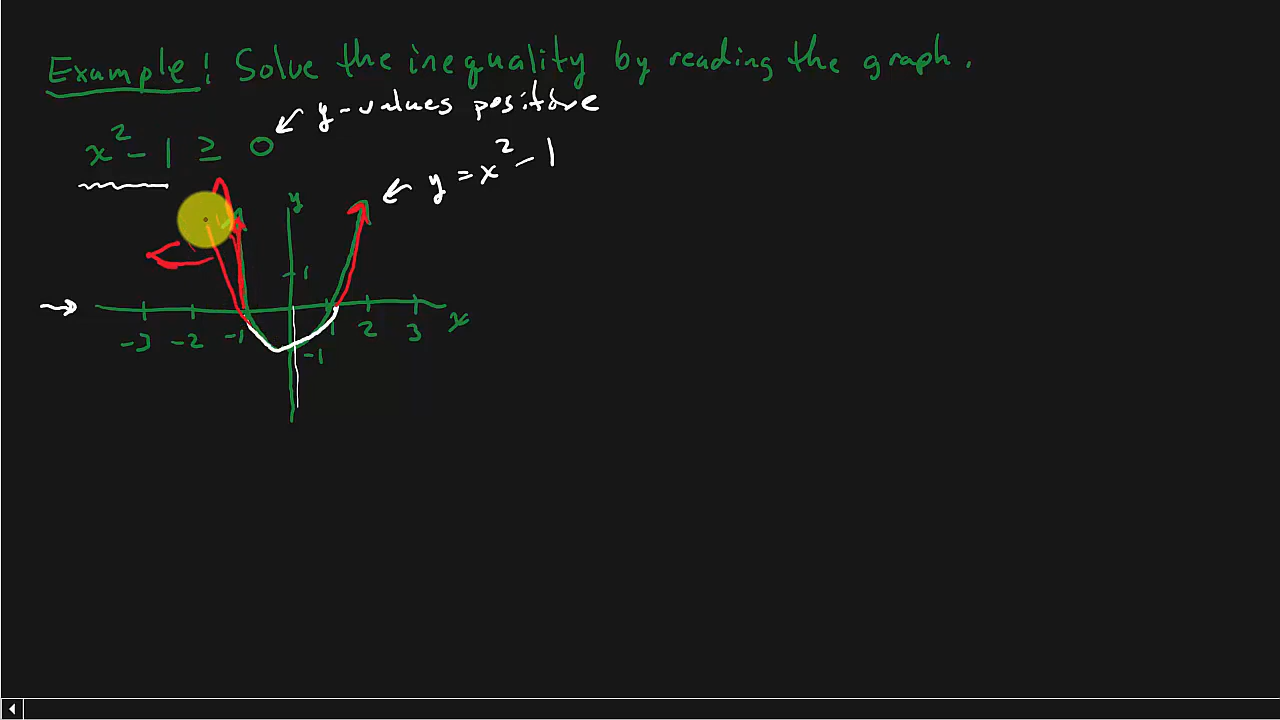 Example! Solve the inequality by reading the graph.
y-values positive
x² - 1 ≥ 0
y = x² - 1
y
1
-3 -2 -1 1 2 3 x
-1